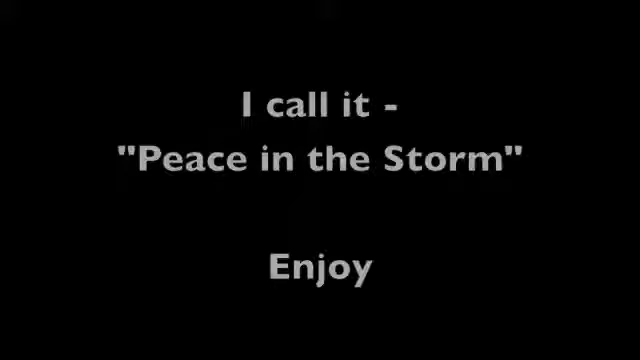 I call it -
"Peace in the Storm"
Enjoy